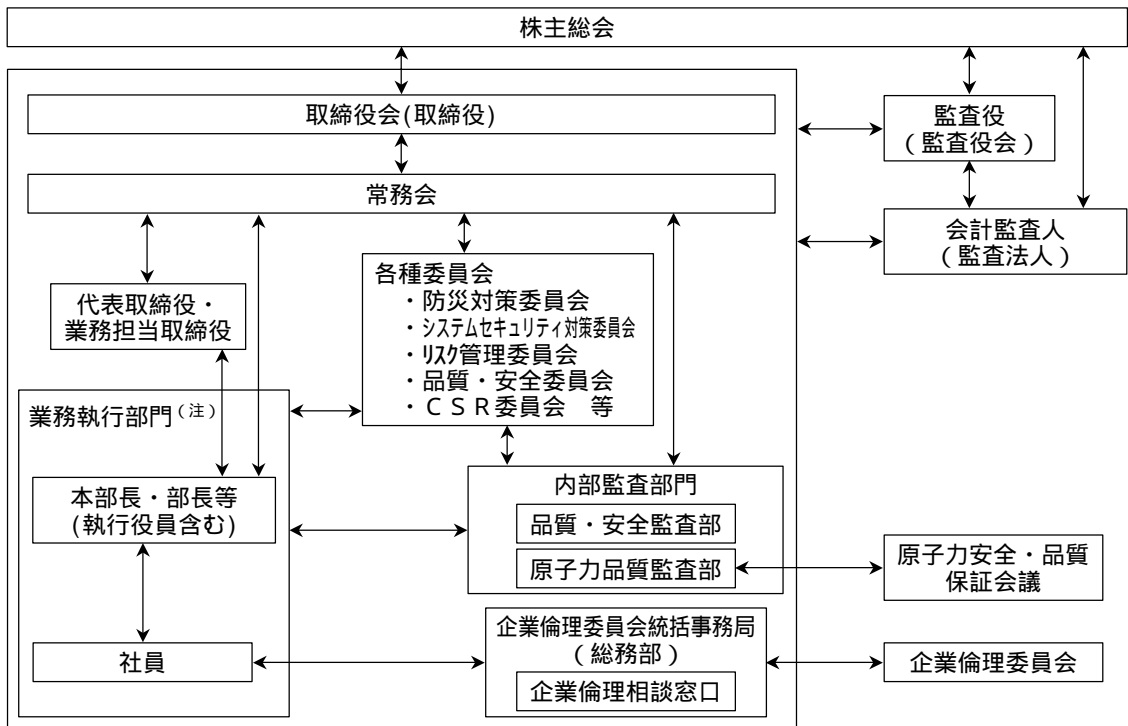 株主総会
取締役会(取締役)
監査役
(監査役会)
常務会
会計監査人
(監査法人)
代表取締役・
業務担当取締役
各種委員会
・防災対策委員会
・システムセキュリティ対策委員会
・リスク管理委員会
・品質・安全委員会
・CSR委員会 等
業務執行部門(注)
本部長・部長等
(執行役員含む)
内部監査部門
品質・安全監査部
原子力品質監査部
原子力安全・品質
保証会議
社員
企業倫理委員会統括事務局
(総務部)
企業倫理相談窓口
企業倫理委員会